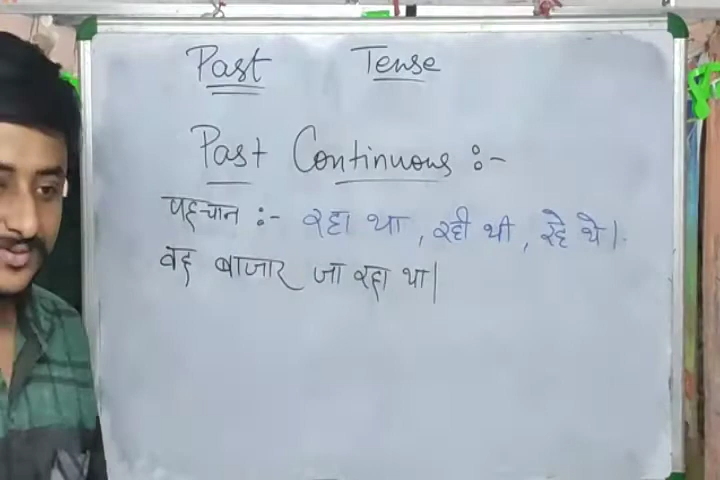 Past Tense
Past Continuous :-
पहचान :- रहा था, रही थी, रहे थे।
वह बाजार जा रहा था।